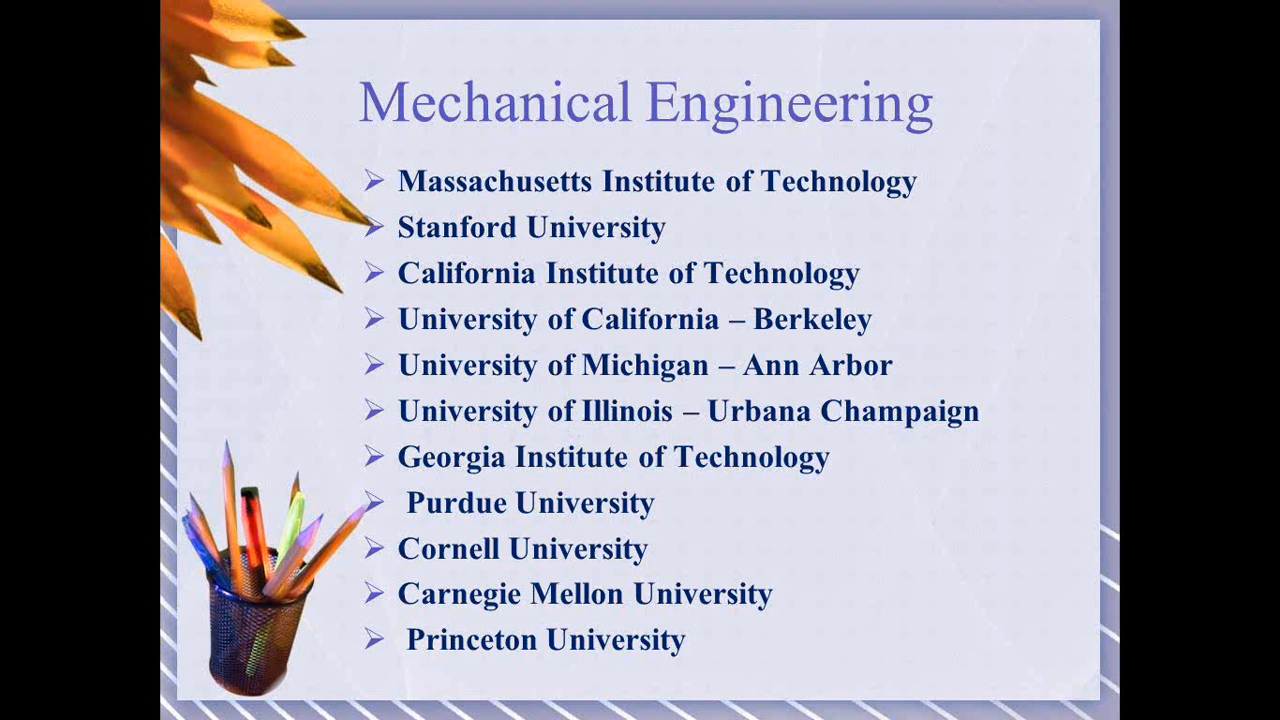 Mechanical Engineering
Massachusetts Institute of Technology
Stanford University
California Institute of Technology
University of California – Berkeley
University of Michigan – Ann Arbor
University of Illinois – Urbana Champaign
Georgia Institute of Technology
Purdue University
Cornell University
Carnegie Mellon University
Princeton University